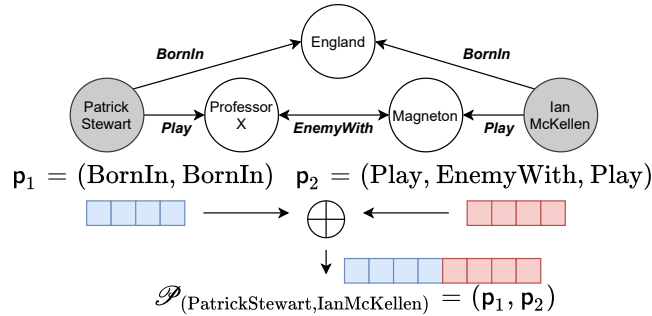 England
BornIn BornIn
Patrick
Stewart
Professor
X
Magneton
Ian
McKellen
Play EnemyWith Play
p₁ = (BornIn, BornIn) p₂ = (Play, EnemyWith, Play)
𝒫(PatrickStewart,IanMcKellen) = (p₁, p₂)